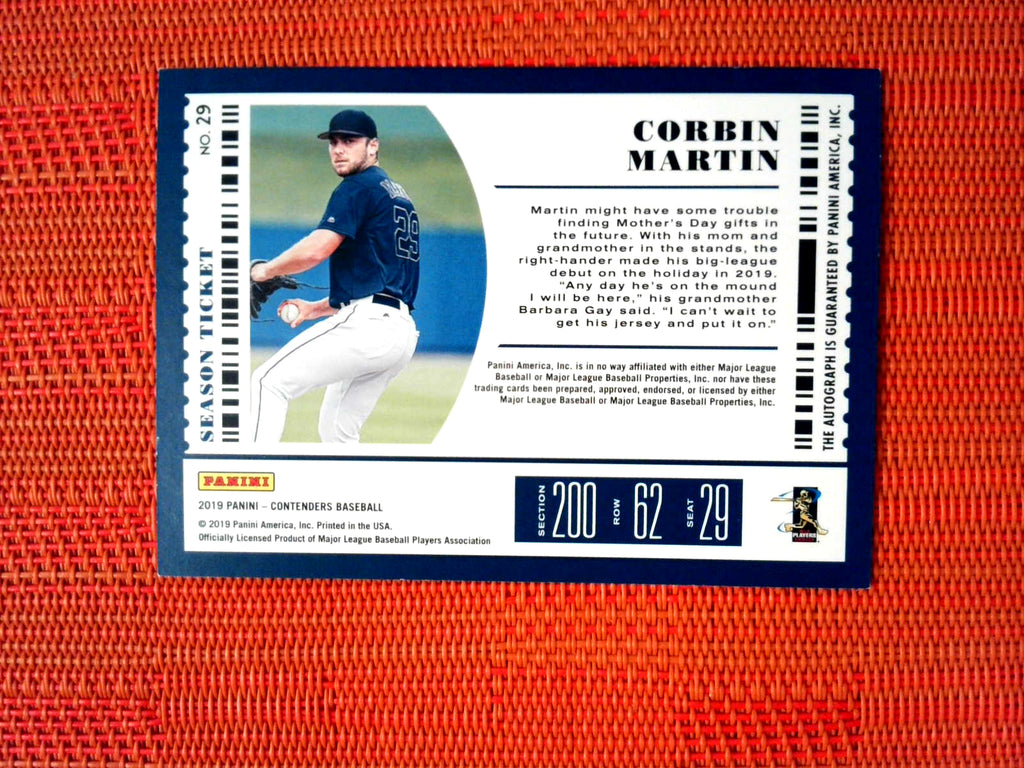 NO. 29
SEASON TICKET
29
CORBIN
MARTIN
Martin might have some trouble
finding Mother's Day gifts in
the future. With his mom and
grandmother in the stands, the
right-hander made his big-league
debut on the holiday in 2019.
"Any day he's on the mound
I will be here," his grandmother
Barbara Gay said. "I can't wait to
get his jersey and put it on."
Panini America, Inc. is in no way affiliated with either Major League
Baseball or Major League Baseball Properties, Inc. nor have these
trading cards been prepared, approved, endorsed, or licensed by either
Major League Baseball or Major League Baseball Properties, Inc.
THE AUTOGRAPH IS GUARANTEED BY PANINI AMERICA, INC.
PANINI
2019 PANINI – CONTENDERS BASEBALL
© 2019 Panini America, Inc. Printed in the USA.
Officially Licensed Product of Major League Baseball Players Association
SECTION 200 ROW 62 SEAT 29
PLAYERS